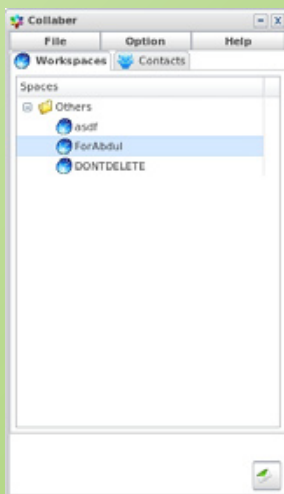 Collaber
File Option Help
Workspaces Contacts
Spaces
Others
asdf
ForAbdul
DONTDELETE